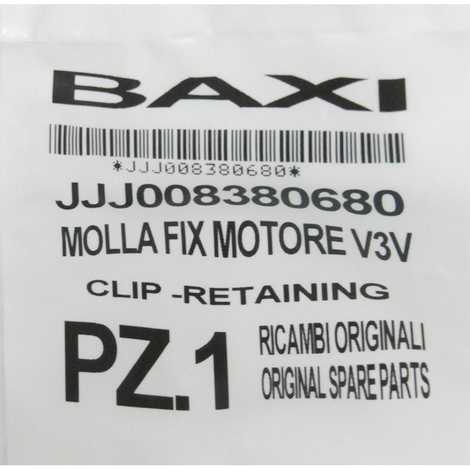 BAXI
*JJJ008380680*
JJJ008380680
MOLLA FIX MOTORE V3V
CLIP -RETAINING
PZ.1
RICAMBI ORIGINALI
ORIGINAL SPARE PARTS